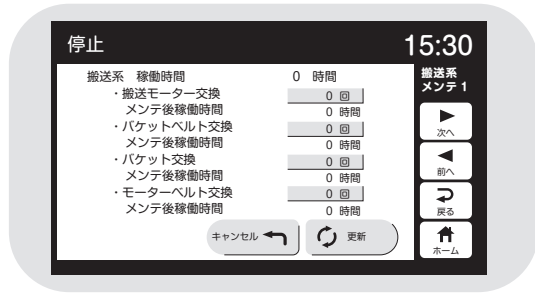 停止 15:30
搬送系 稼働時間 0 時間
・搬送モーター交換 0 回
メンテ後稼働時間 0 時間
・バケットベルト交換 0 回
メンテ後稼働時間 0 時間
・バケット交換 0 回
メンテ後稼働時間 0 時間
・モーターベルト交換 0 回
メンテ後稼働時間 0 時間
キャンセル 更新
搬送系
メンテ 1
次へ
前へ
戻る
ホーム